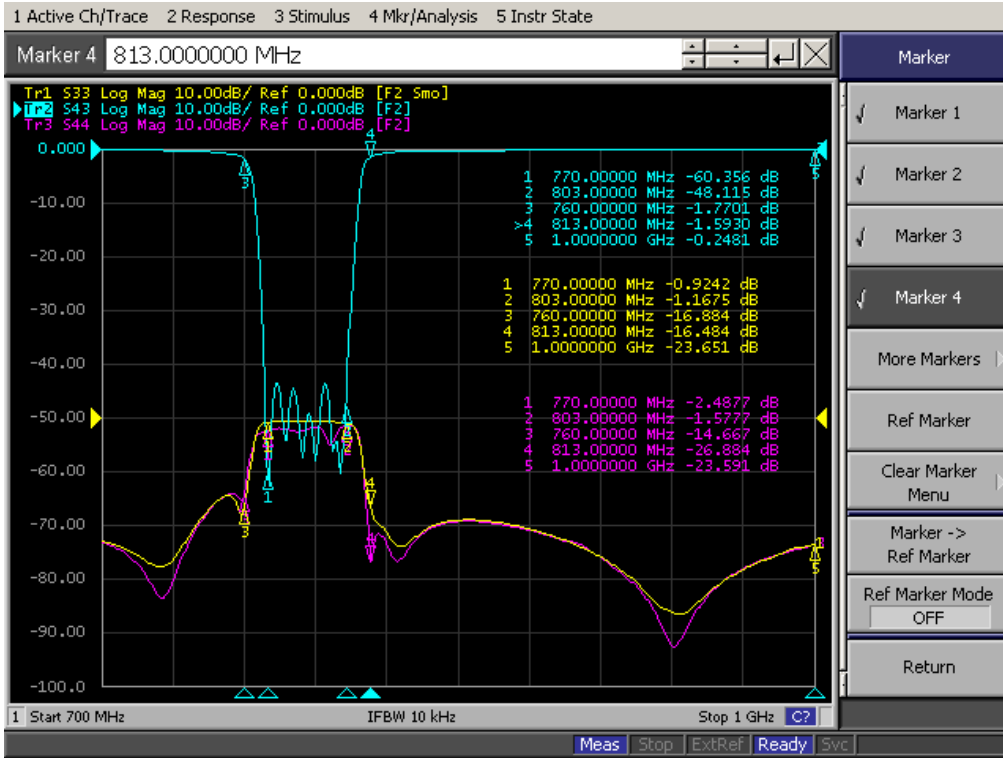 1 Active Ch/Trace 2 Response 3 Stimulus 4 Mkr/Analysis 5 Instr State
Marker 4 813.0000000 MHz
Marker
Tr1 S33 Log Mag 10.00dB/ Ref 0.000dB [F2 Smo]
Tr2 S43 Log Mag 10.00dB/ Ref 0.000dB [F2]
Tr3 S44 Log Mag 10.00dB/ Ref 0.000dB [F2]
0.000
-10.00
-20.00
-30.00
-40.00
-50.00
-60.00
-70.00
-80.00
-90.00
-100.0
1 770.00000 MHz -60.356 dB
2 803.00000 MHz -48.115 dB
3 760.00000 MHz -1.7701 dB
>4 813.00000 MHz -1.5930 dB
5 1.0000000 GHz -0.2481 dB
1 770.00000 MHz -0.9242 dB
2 803.00000 MHz -1.1675 dB
3 760.00000 MHz -16.884 dB
4 813.00000 MHz -16.484 dB
5 1.0000000 GHz -23.651 dB
1 770.00000 MHz -2.4877 dB
2 803.00000 MHz -1.5777 dB
3 760.00000 MHz -14.667 dB
4 813.00000 MHz -26.884 dB
5 1.0000000 GHz -23.591 dB
4
3
5
1
3
4
5
Marker 1
Marker 2
Marker 3
Marker 4
More Markers
Ref Marker
Clear Marker
Menu
Marker ->
Ref Marker
Ref Marker Mode
OFF
Return
1 Start 700 MHz IFBW 10 kHz Stop 1 GHz C?
Meas Stop ExtRef Ready Svc